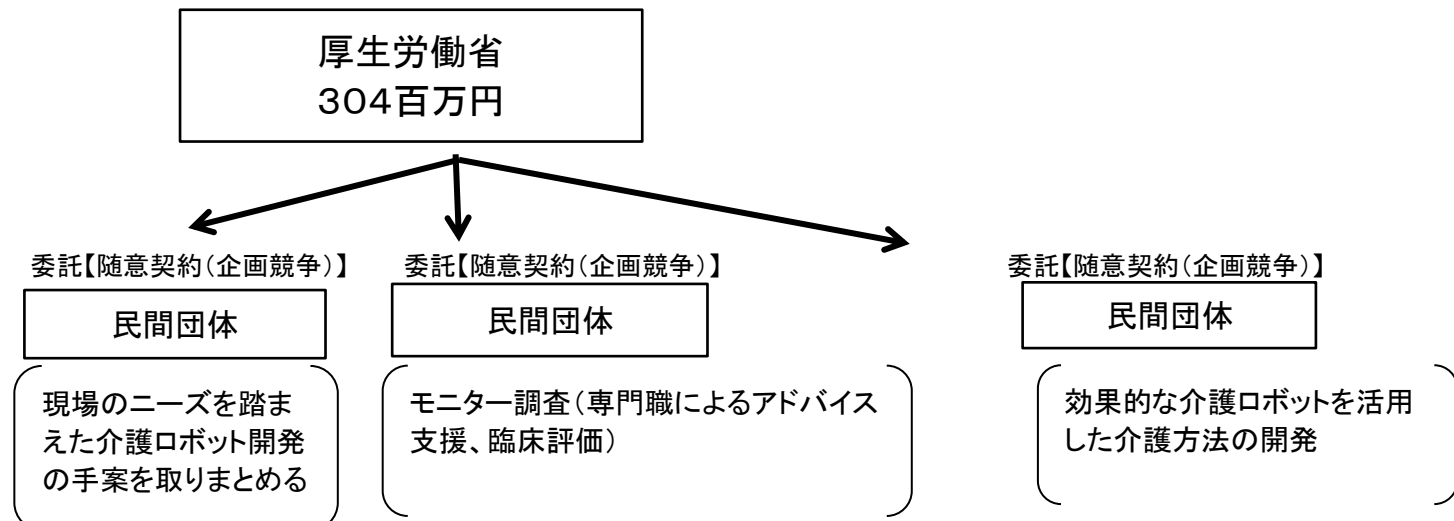 厚生労働省
304百万円
委託【随意契約(企画競争)】
民間団体
現場のニーズを踏ま
えた介護ロボット開発
の手案を取りまとめる
委託【随意契約(企画競争)】
民間団体
モニター調査(専門職によるアドバイス
支援、臨床評価)
委託【随意契約(企画競争)】
民間団体
効果的な介護ロボットを活用
した介護方法の開発